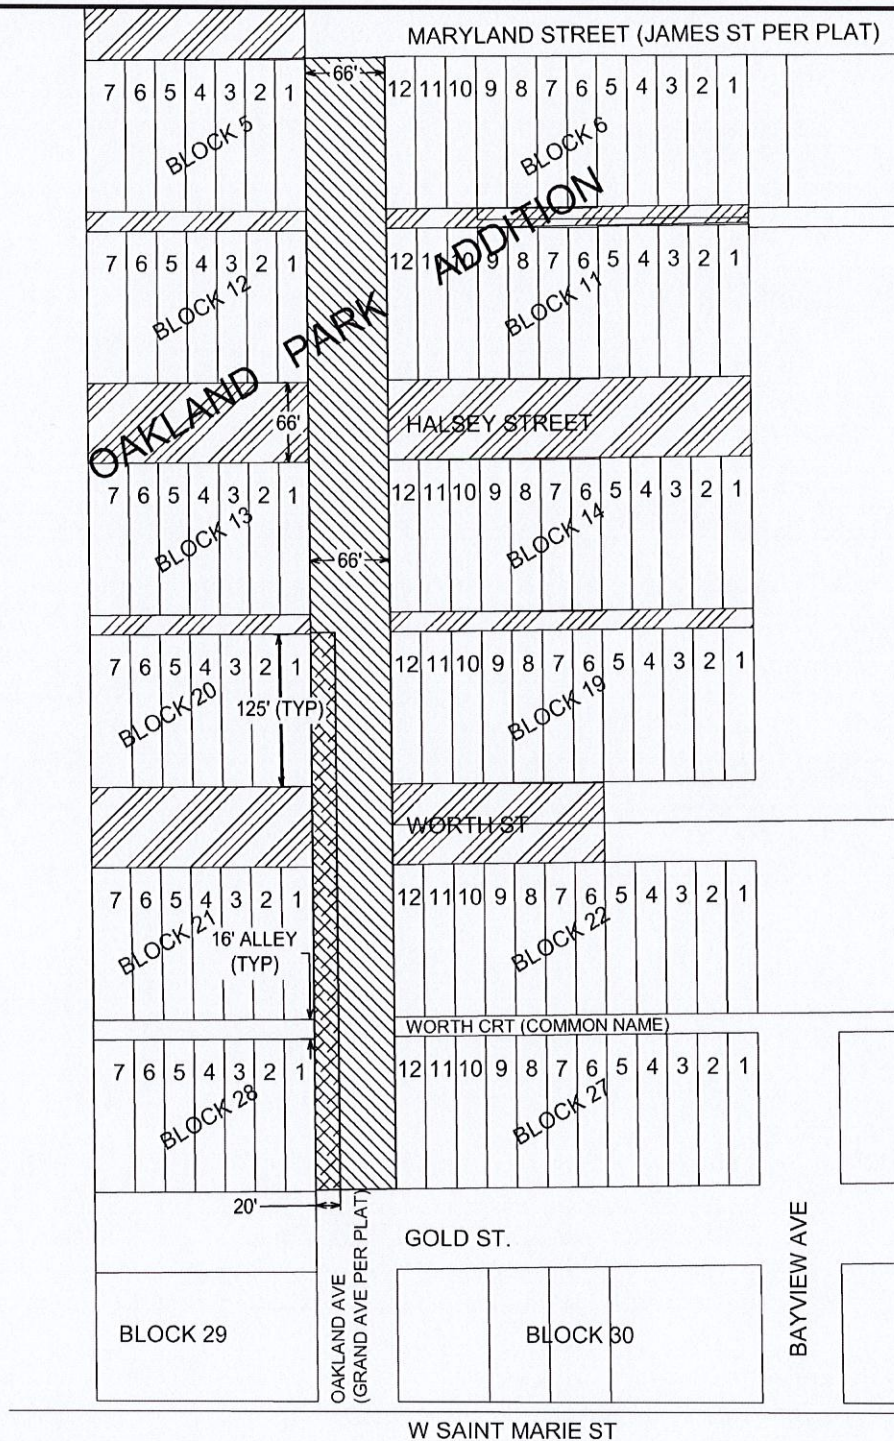 MARYLAND STREET (JAMES ST PER PLAT)
66'
7 6 5 4 3 2 1
12 11 10 9 8 7 6 5 4 3 2 1
BLOCK 5
BLOCK 6
OAKLAND PARK ADDITION
7 6 5 4 3 2 1
12 11 10 9 8 7 6 5 4 3 2 1
BLOCK 12
BLOCK 11
66'
HALSEY STREET
7 6 5 4 3 2 1
12 11 10 9 8 7 6 5 4 3 2 1
BLOCK 13
BLOCK 14
66'
7 6 5 4 3 2 1
12 11 10 9 8 7 6 5 4 3 2 1
BLOCK 20
125' (TYP)
BLOCK 19
WORTH ST
7 6 5 4 3 2 1
12 11 10 9 8 7 6 5 4 3 2 1
BLOCK 21
16' ALLEY
(TYP)
BLOCK 22
WORTH CRT (COMMON NAME)
7 6 5 4 3 2 1
12 11 10 9 8 7 6 5 4 3 2 1
BLOCK 28
BLOCK 27
20'
GOLD ST.
OAKLAND AVE
(GRAND AVE PER PLAT)
BAYVIEW AVE
BLOCK 29
BLOCK 30
W SAINT MARIE ST